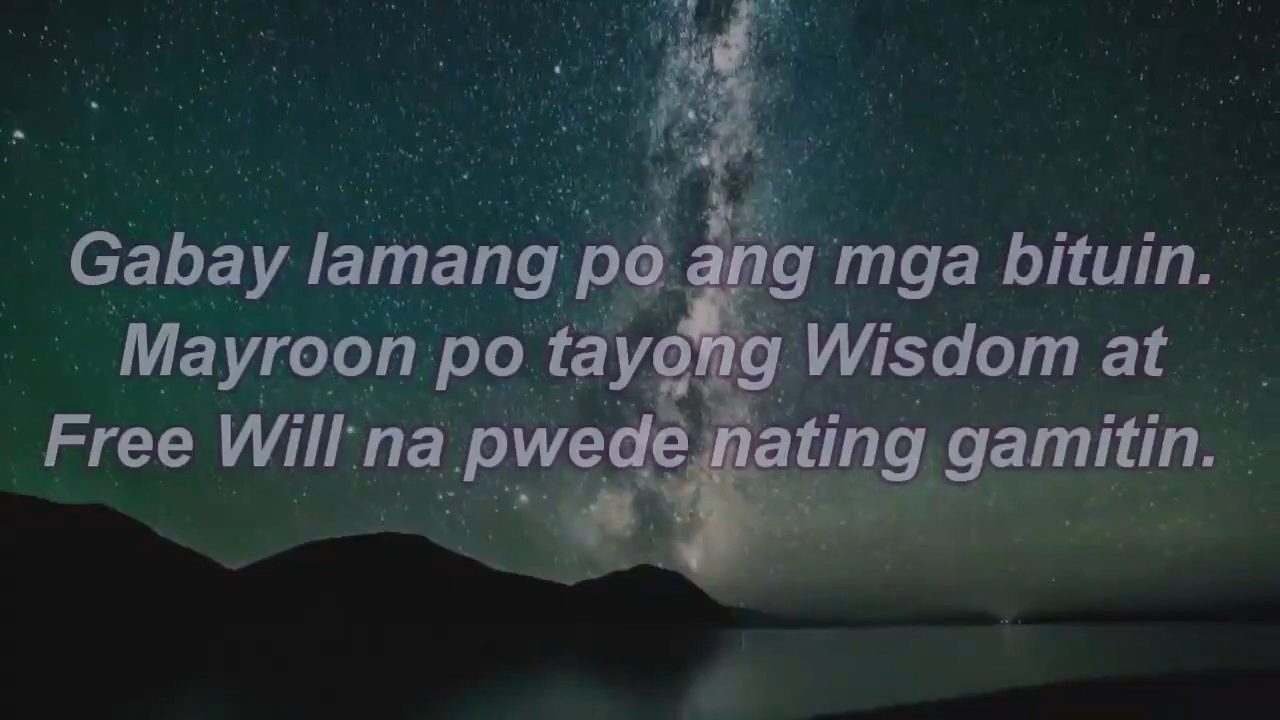 Gabay lamang po ang mga bituin.
Mayroon po tayong Wisdom at
Free Will na pwede nating gamitin.